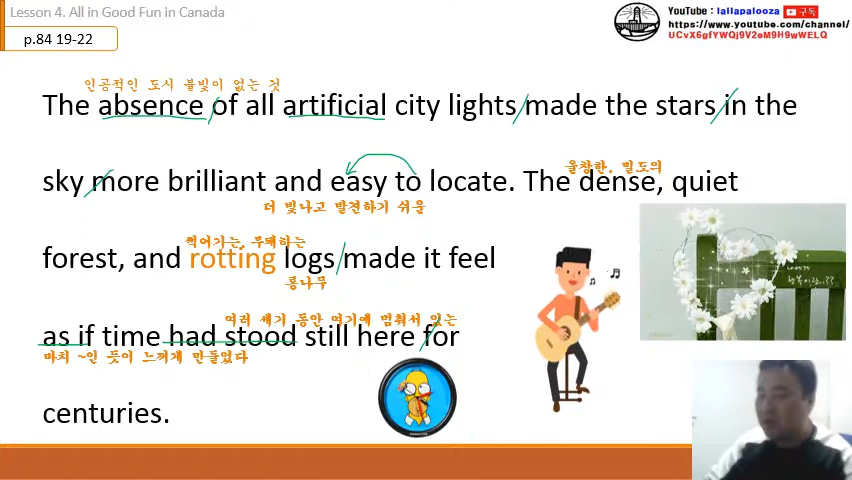 Lesson 4. All in Good Fun in Canada
p.84 19-22
YouTube : lallapalooza 구독
https://www.youtube.com/channel/
UCvX6gfYWQj9V2eM9H9wWELQ
인공적인 도시 불빛이 없는 것
The absence of all artificial city lights made the stars in the
울창한. 밀도의
sky more brilliant and easy to locate. The dense, quiet
더 빛나고 발견하기 쉬운
썩어가는, 부패하는
forest, and rotting logs made it feel
통나무
여러 세기 동안 여기에 멈춰서 있는
as if time had stood still here for
마치 ~인 듯이 느끼게 만들었다
centuries.